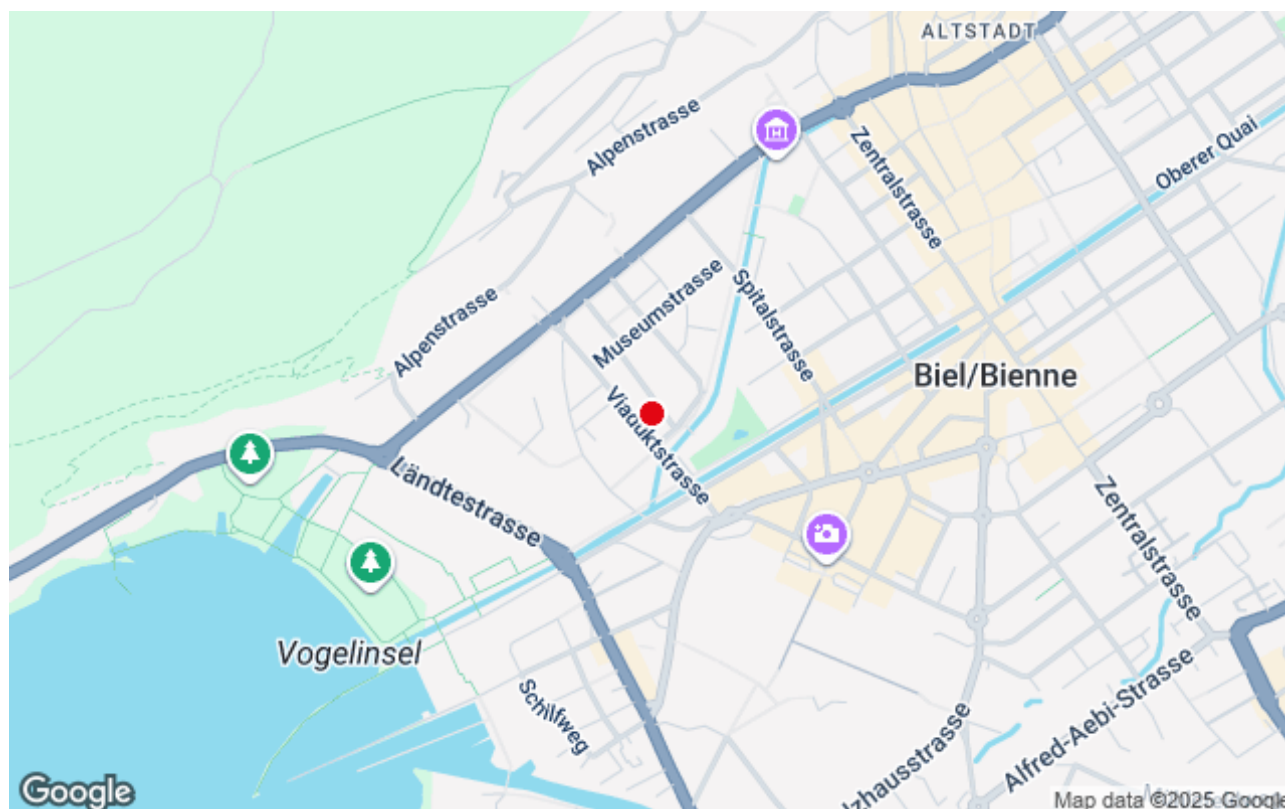 ALTSTADT
Alpenstrasse
Zentralstrasse
Oberer Quai
Museumstrasse
Spitalstrasse
Alpenstrasse
Biel/Bienne
Viaduktstrasse
Ländtestrasse
Zentralstrasse
Vogelinsel
Schilfweg
Alfred-Aebi-Strasse
lzhausstrasse
Google
Map data ©2025 Google